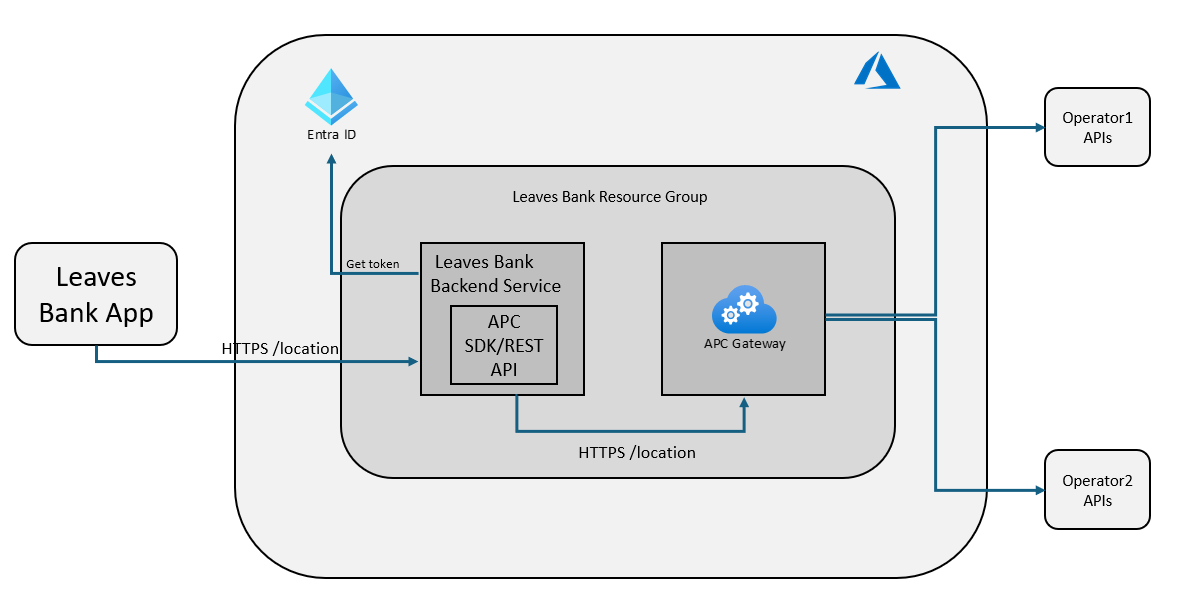 Entra ID
Operator1
APIs
Leaves Bank Resource Group
Get token
Leaves Bank
Backend Service
Leaves
Bank App
APC
SDK/REST
API
APC Gateway
HTTPS /location
HTTPS /location
Operator2
APIs